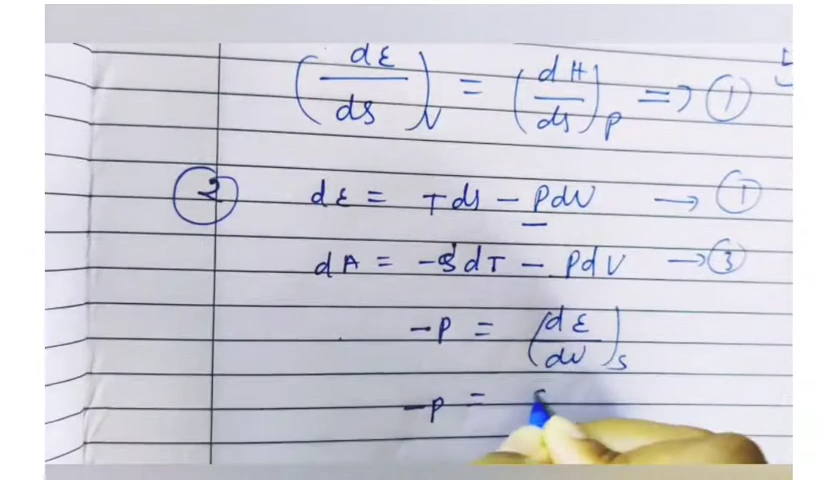 (dE/ds)V = (dH/ds)P => ①
② dE = Tds - PdV → ①
dA = -SdT - PdV → ③
-P = (dE/dV)S
-P =